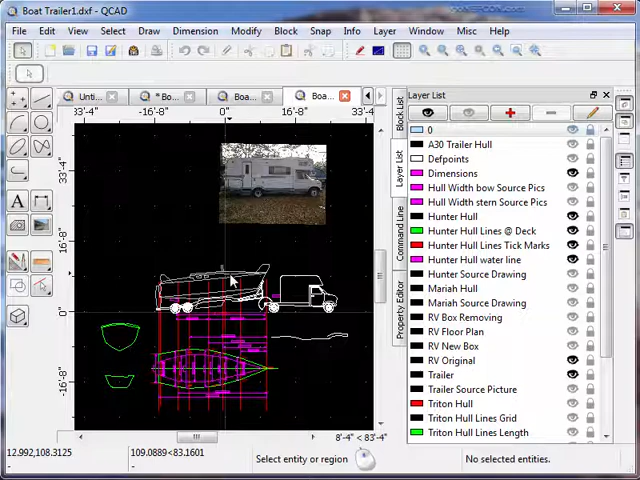 Boat Trailer1.dxf - QCAD
File Edit View Select Draw Dimension Modify Block Snap Info Layer Window Misc Help
Unti... * Bo... Boa... Boa...
33'-4" -16'-8" 0" 16'-8" 33'-4"
33'-4"
16'-8"
0"
-16'-8"
8'-4" < 83'-4"
Block List
Layer List
Command Line
Property Editor
Layer List
0
A30 Trailer Hull
Defpoints
Dimensions
Hull Width bow Source Pics
Hull Width stern Source Pics
Hunter Hull
Hunter Hull Lines @ Deck
Hunter Hull Lines Tick Marks
Hunter Hull water line
Hunter Source Drawing
Mariah Hull
Mariah Source Drawing
RV Box Removing
RV Floor Plan
RV New Box
RV Original
Trailer
Trailer Source Picture
Triton Hull
Triton Hull Lines Grid
Triton Hull Lines Length
12.992,108.3125
-
109.0889<83.1601
-
Select entity or region
No selected entities.